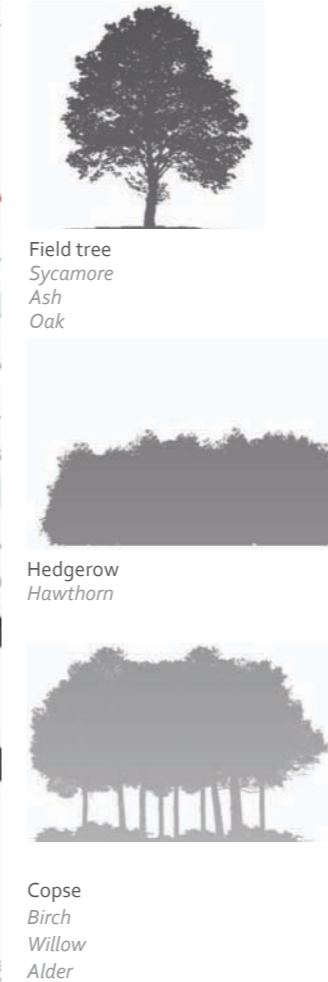 Field tree
Sycamore
Ash
Oak
Hedgerow
Hawthorn
Copse
Birch
Willow
Alder